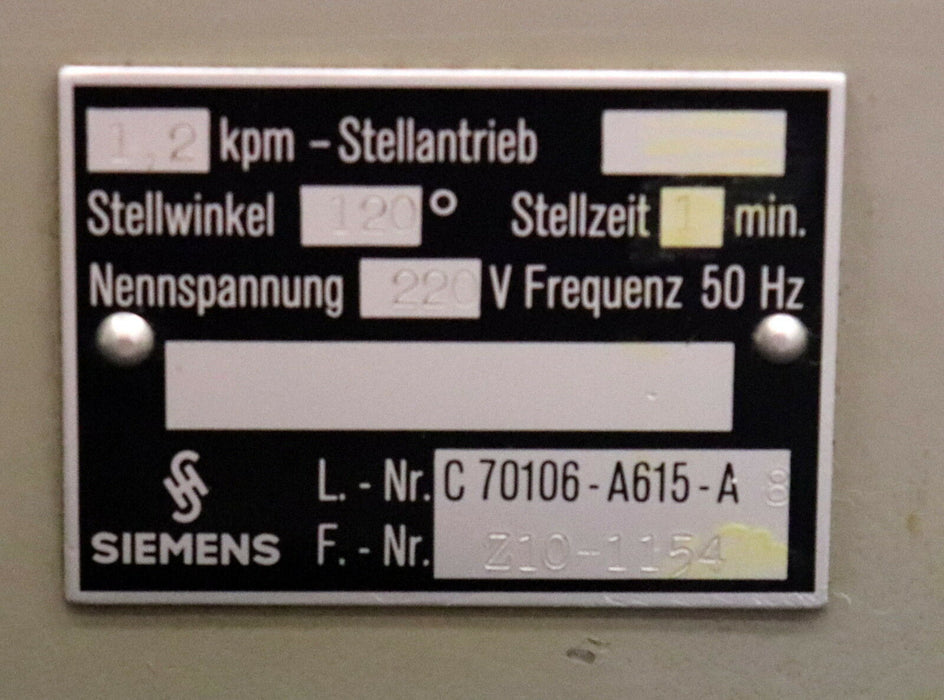 1,2 kpm - Stellantrieb
Stellwinkel 120° Stellzeit 1 min.
Nennspannung 220 V Frequenz 50 Hz
L. - Nr. C 70106 - A615 - A 8
SIEMENS F. - Nr. Z10-1154